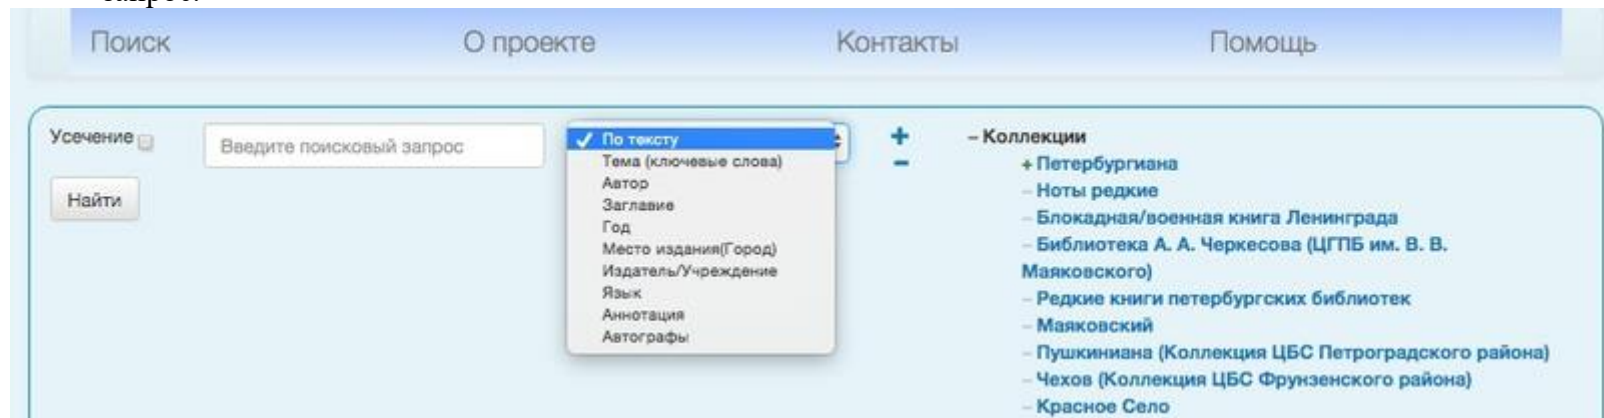 запрос.
Поиск О проекте Контакты Помощь
Усечение
Введите поисковый запрос
Найти
✓ По тексту
Тема (ключевые слова)
Автор
Заглавие
Год
Место издания(Город)
Издатель/Учреждение
Язык
Аннотация
Автографы
+
−
– Коллекции
+ Петербургиана
– Ноты редкие
– Блокадная/военная книга Ленинграда
– Библиотека А. А. Черкесова (ЦГПБ им. В. В.
Маяковского)
– Редкие книги петербургских библиотек
– Маяковский
– Пушкиниана (Коллекция ЦБС Петроградского района)
– Чехов (Коллекция ЦБС Фрунзенского района)
– Красное Село